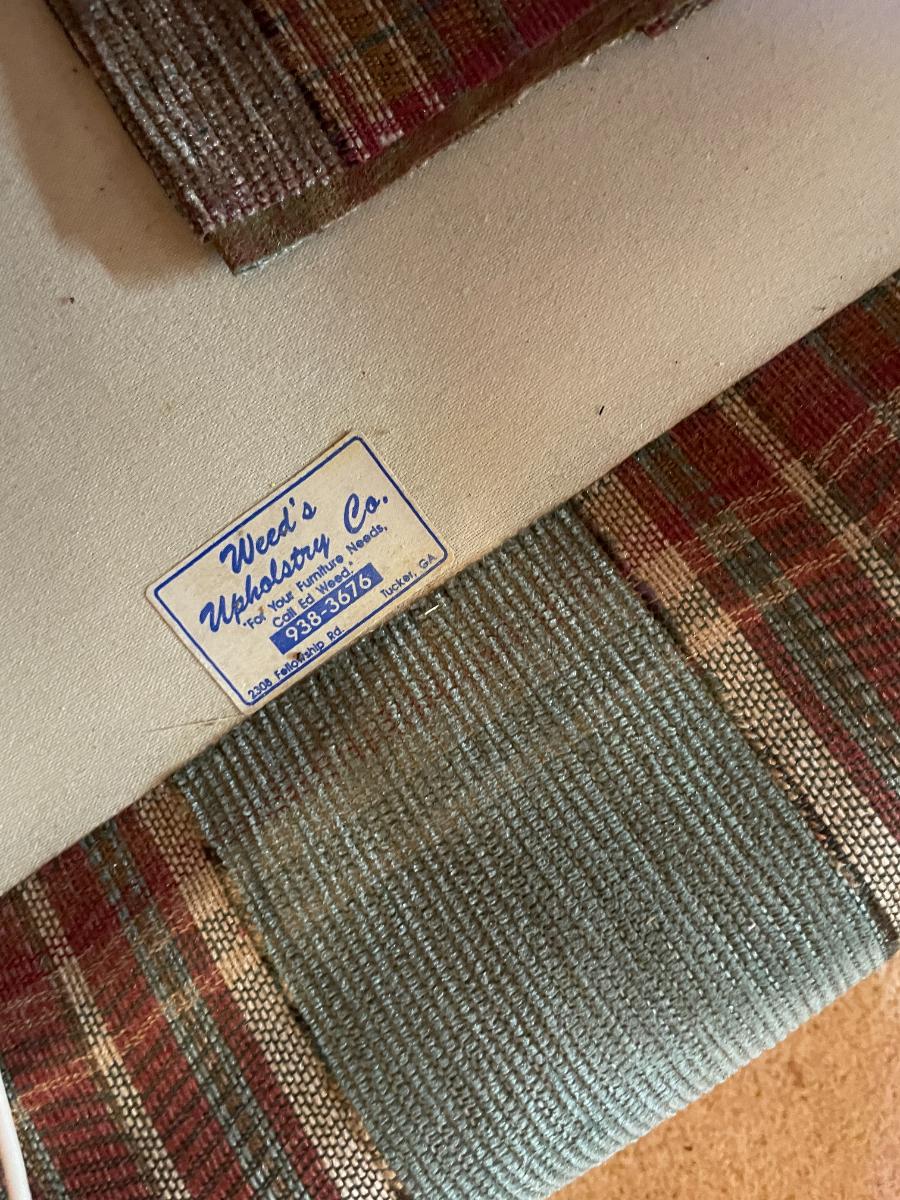 Weed's
Upholstry Co.
"For Your Furniture Needs,
Call Ed Weed."
938-3676
2308 Fellowship Rd. Tucker, GA